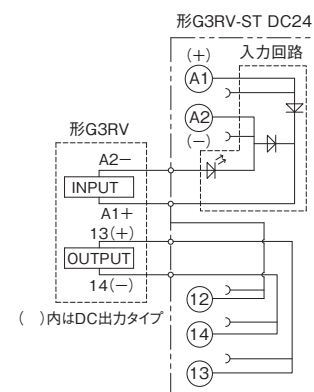 形G3RV-ST DC24
(+)
入力回路
A1
A2
(-)
形G3RV
A2-
INPUT
A1+
13(+)
OUTPUT
14(-)
( )内はDC出力タイプ
12
14
13